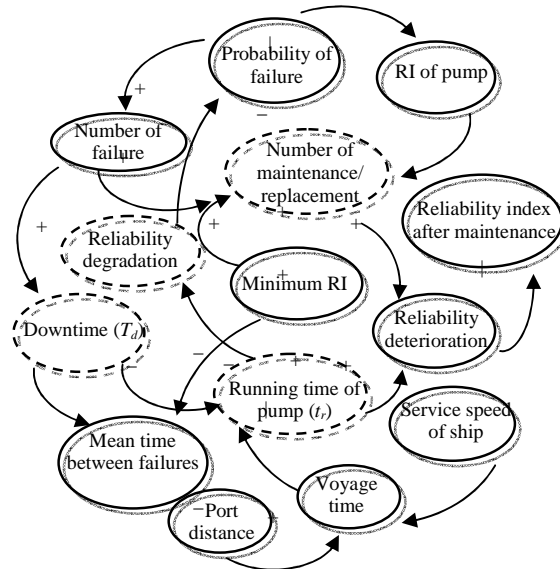 Probability of
failure
RI of pump
+
−
Number of
failure
+
Number of
maintenance/
replacement
+
Reliability index
after maintenance
+
+
Reliability
degradation
+
+
+
Minimum RI
+
Downtime (T_d)
−
Reliability
deterioration
−
−
+
+
Running time of
pump (t_r)
Service speed
of ship
Mean time
between failures
Voyage
time
−Port
distance
+